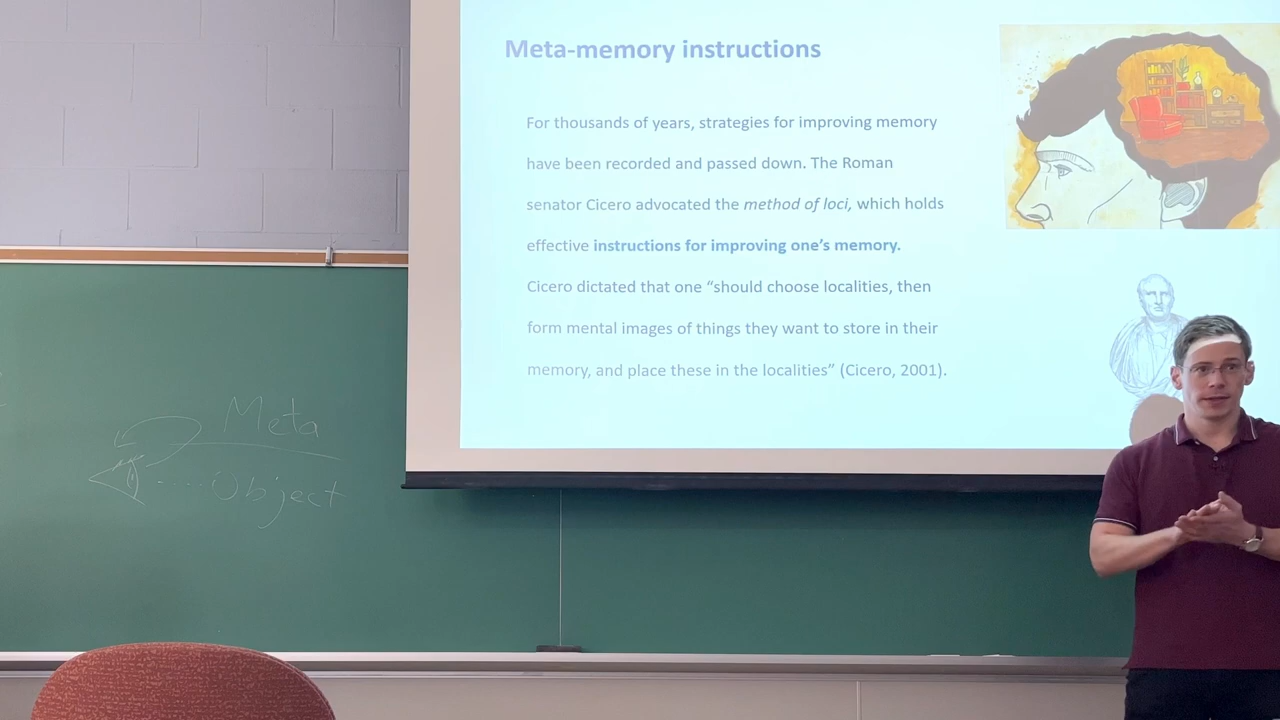 Meta-memory instructions
For thousands of years, strategies for improving memory
have been recorded and passed down. The Roman
senator Cicero advocated the method of loci, which holds
effective instructions for improving one’s memory.
Cicero dictated that one “should choose localities, then
form mental images of things they want to store in their
memory, and place these in the localities” (Cicero, 2001).
Meta
Object